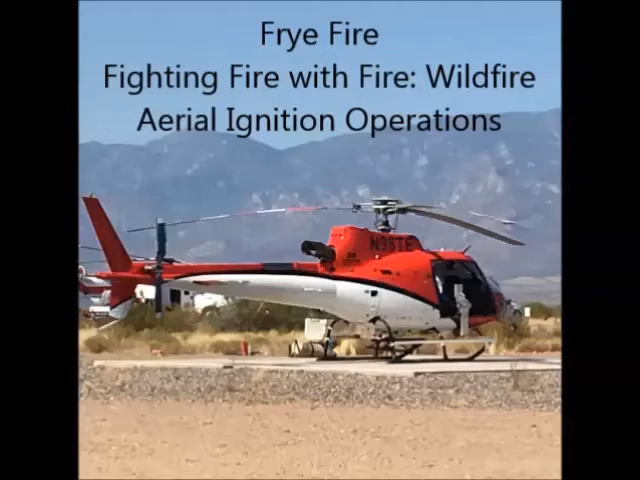 Frye Fire
Fighting Fire with Fire: Wildfire
Aerial Ignition Operations